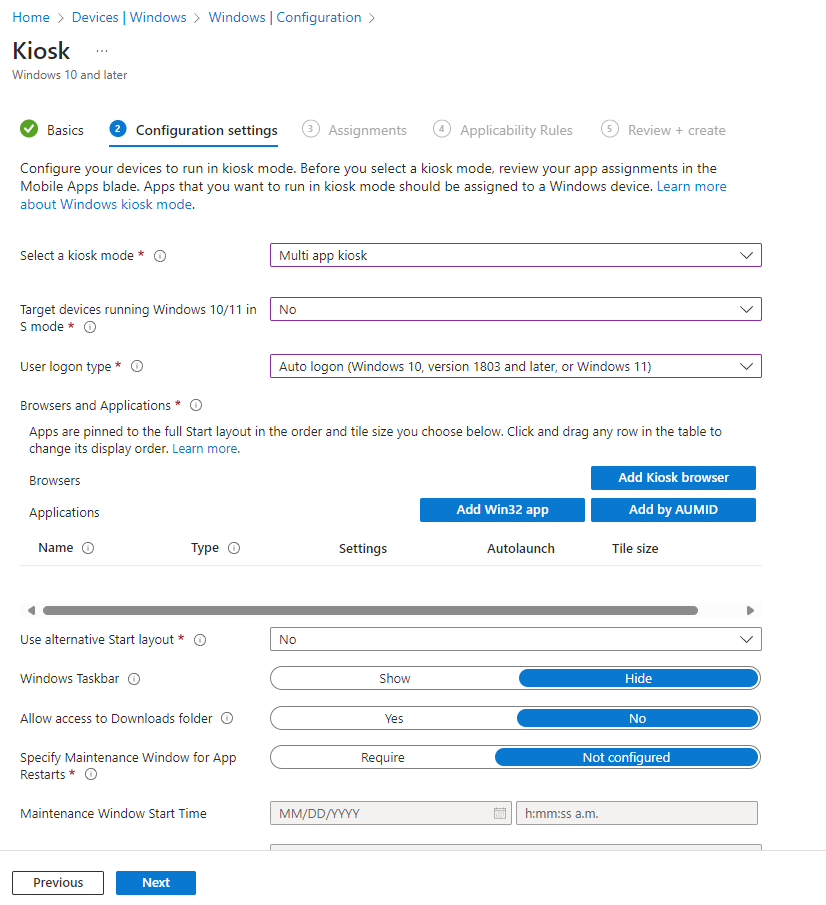 Home > Devices | Windows > Windows | Configuration >
Kiosk ...
Windows 10 and later
Basics
2 Configuration settings
3 Assignments
4 Applicability Rules
5 Review + create
Configure your devices to run in kiosk mode. Before you select a kiosk mode, review your app assignments in the
Mobile Apps blade. Apps that you want to run in kiosk mode should be assigned to a Windows device. Learn more
about Windows kiosk mode.
Select a kiosk mode *
Multi app kiosk
Target devices running Windows 10/11 in
S mode *
No
User logon type *
Auto logon (Windows 10, version 1803 and later, or Windows 11)
Browsers and Applications *
Apps are pinned to the full Start layout in the order and tile size you choose below. Click and drag any row in the table to
change its display order. Learn more.
Browsers
Add Kiosk browser
Applications
Add Win32 app
Add by AUMID
Name Type Settings Autolaunch Tile size
Use alternative Start layout *
No
Windows Taskbar
Show Hide
Allow access to Downloads folder
Yes No
Specify Maintenance Window for App
Restarts *
Require Not configured
Maintenance Window Start Time
MM/DD/YYYY
h:mm:ss a.m.
Previous
Next